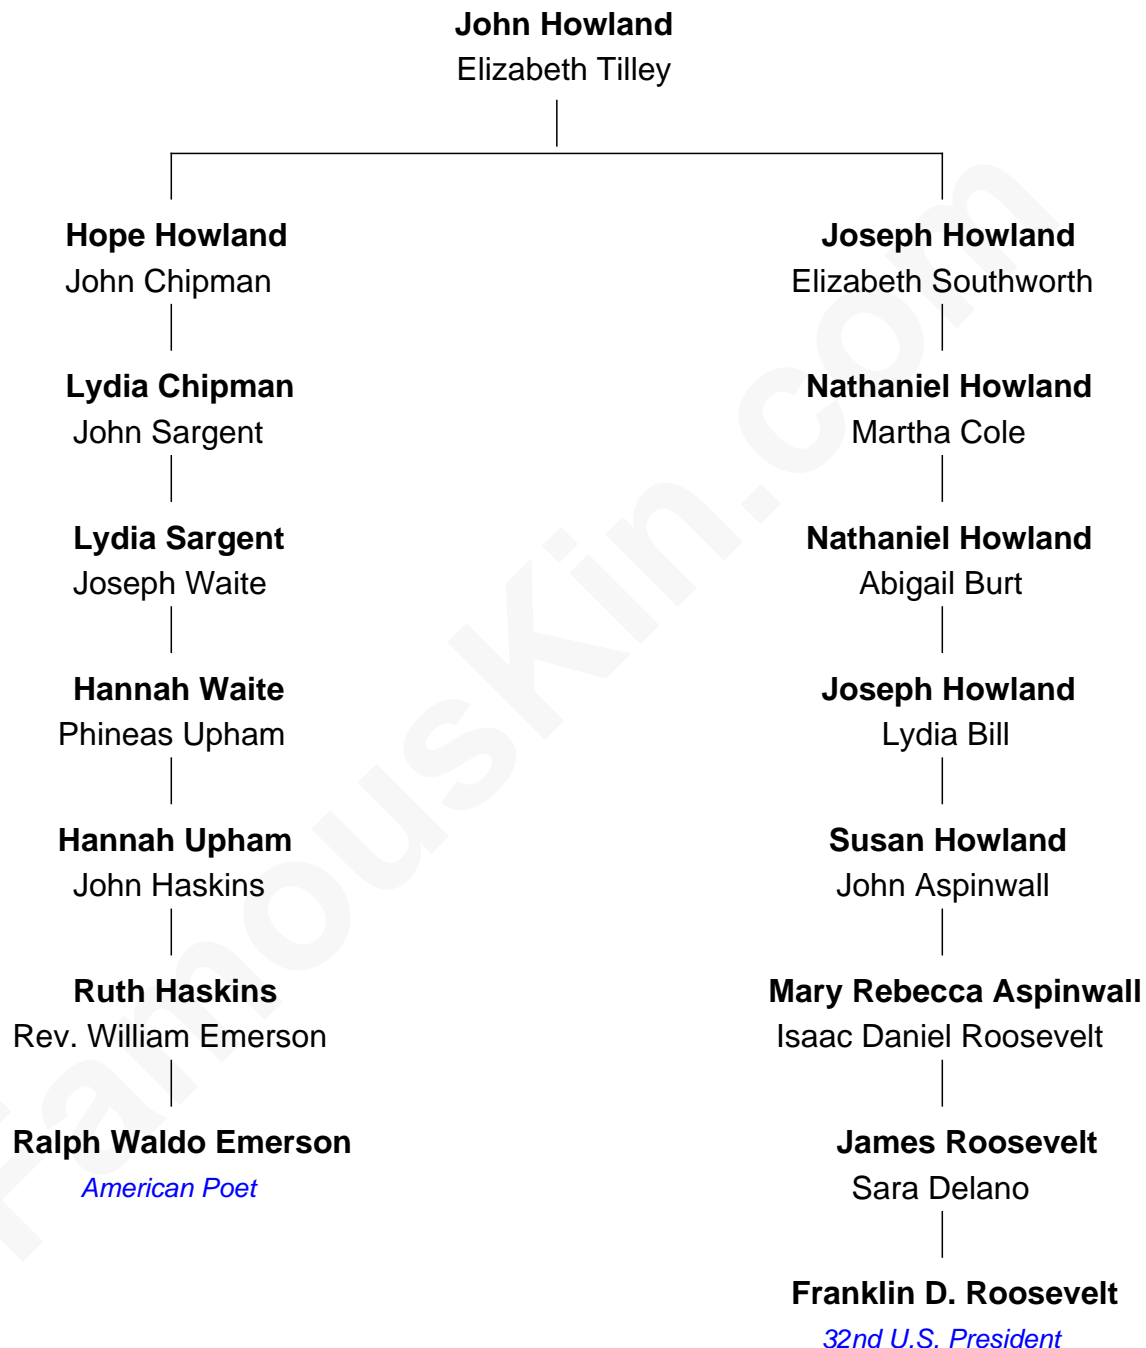 John Howland
Elizabeth Tilley
Hope Howland
John Chipman
Joseph Howland
Elizabeth Southworth
Lydia Chipman
John Sargent
Nathaniel Howland
Martha Cole
Lydia Sargent
Joseph Waite
Nathaniel Howland
Abigail Burt
Hannah Waite
Phineas Upham
Joseph Howland
Lydia Bill
Hannah Upham
John Haskins
Susan Howland
John Aspinwall
Ruth Haskins
Rev. William Emerson
Mary Rebecca Aspinwall
Isaac Daniel Roosevelt
Ralph Waldo Emerson
American Poet
James Roosevelt
Sara Delano
Franklin D. Roosevelt
32nd U.S. President
FamousKin.com